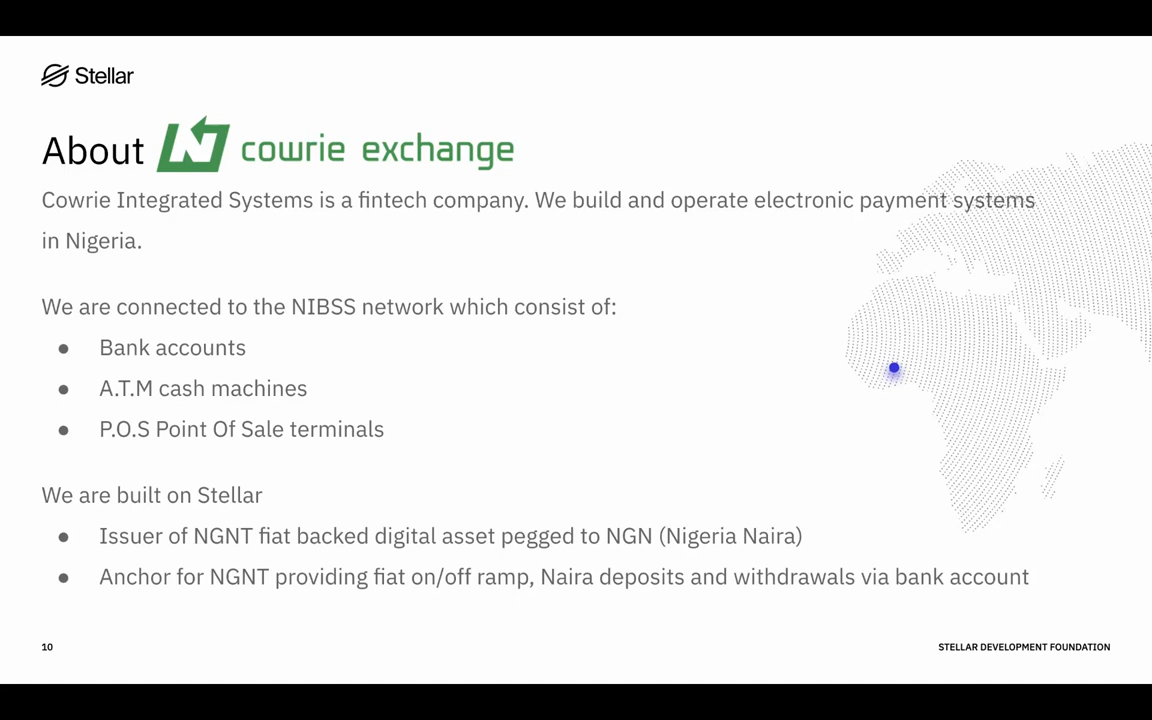 Stellar
About cowrie exchange
Cowrie Integrated Systems is a fintech company. We build and operate electronic payment systems
in Nigeria.
We are connected to the NIBSS network which consist of:
● Bank accounts
● A.T.M cash machines
● P.O.S Point Of Sale terminals
We are built on Stellar
● Issuer of NGNT fiat backed digital asset pegged to NGN (Nigeria Naira)
● Anchor for NGNT providing fiat on/off ramp, Naira deposits and withdrawals via bank account
10
STELLAR DEVELOPMENT FOUNDATION